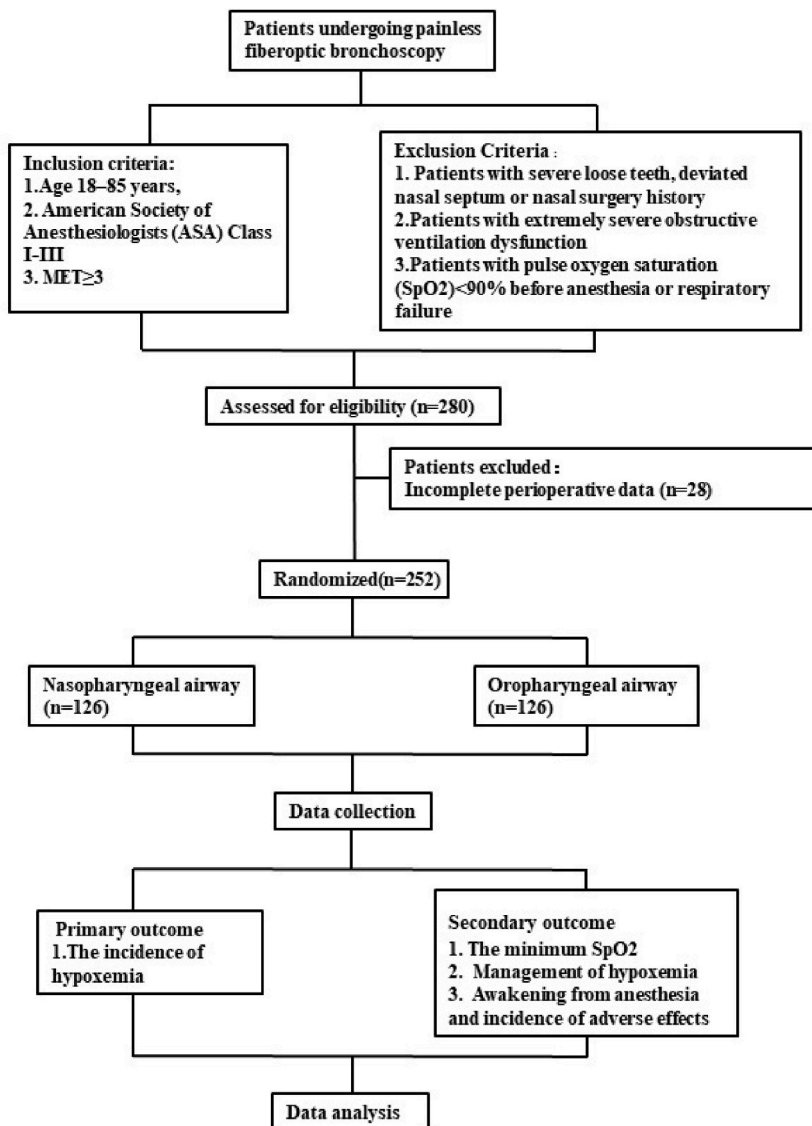 Patients undergoing painless
fiberoptic bronchoscopy
Inclusion criteria:
1.Age 18–85 years,
2. American Society of
Anesthesiologists (ASA) Class
I-III
3. MET≥3
Exclusion Criteria :
1. Patients with severe loose teeth, deviated
nasal septum or nasal surgery history
2.Patients with extremely severe obstructive
ventilation dysfunction
3.Patients with pulse oxygen saturation
(SpO2)<90% before anesthesia or respiratory
failure
Assessed for eligibility (n=280)
Patients excluded :
Incomplete perioperative data (n=28)
Randomized(n=252)
Nasopharyngeal airway
(n=126)
Oropharyngeal airway
(n=126)
Data collection
Primary outcome
1.The incidence of
hypoxemia
Secondary outcome
1. The minimum SpO2
2. Management of hypoxemia
3. Awakening from anesthesia
and incidence of adverse effects
Data analysis